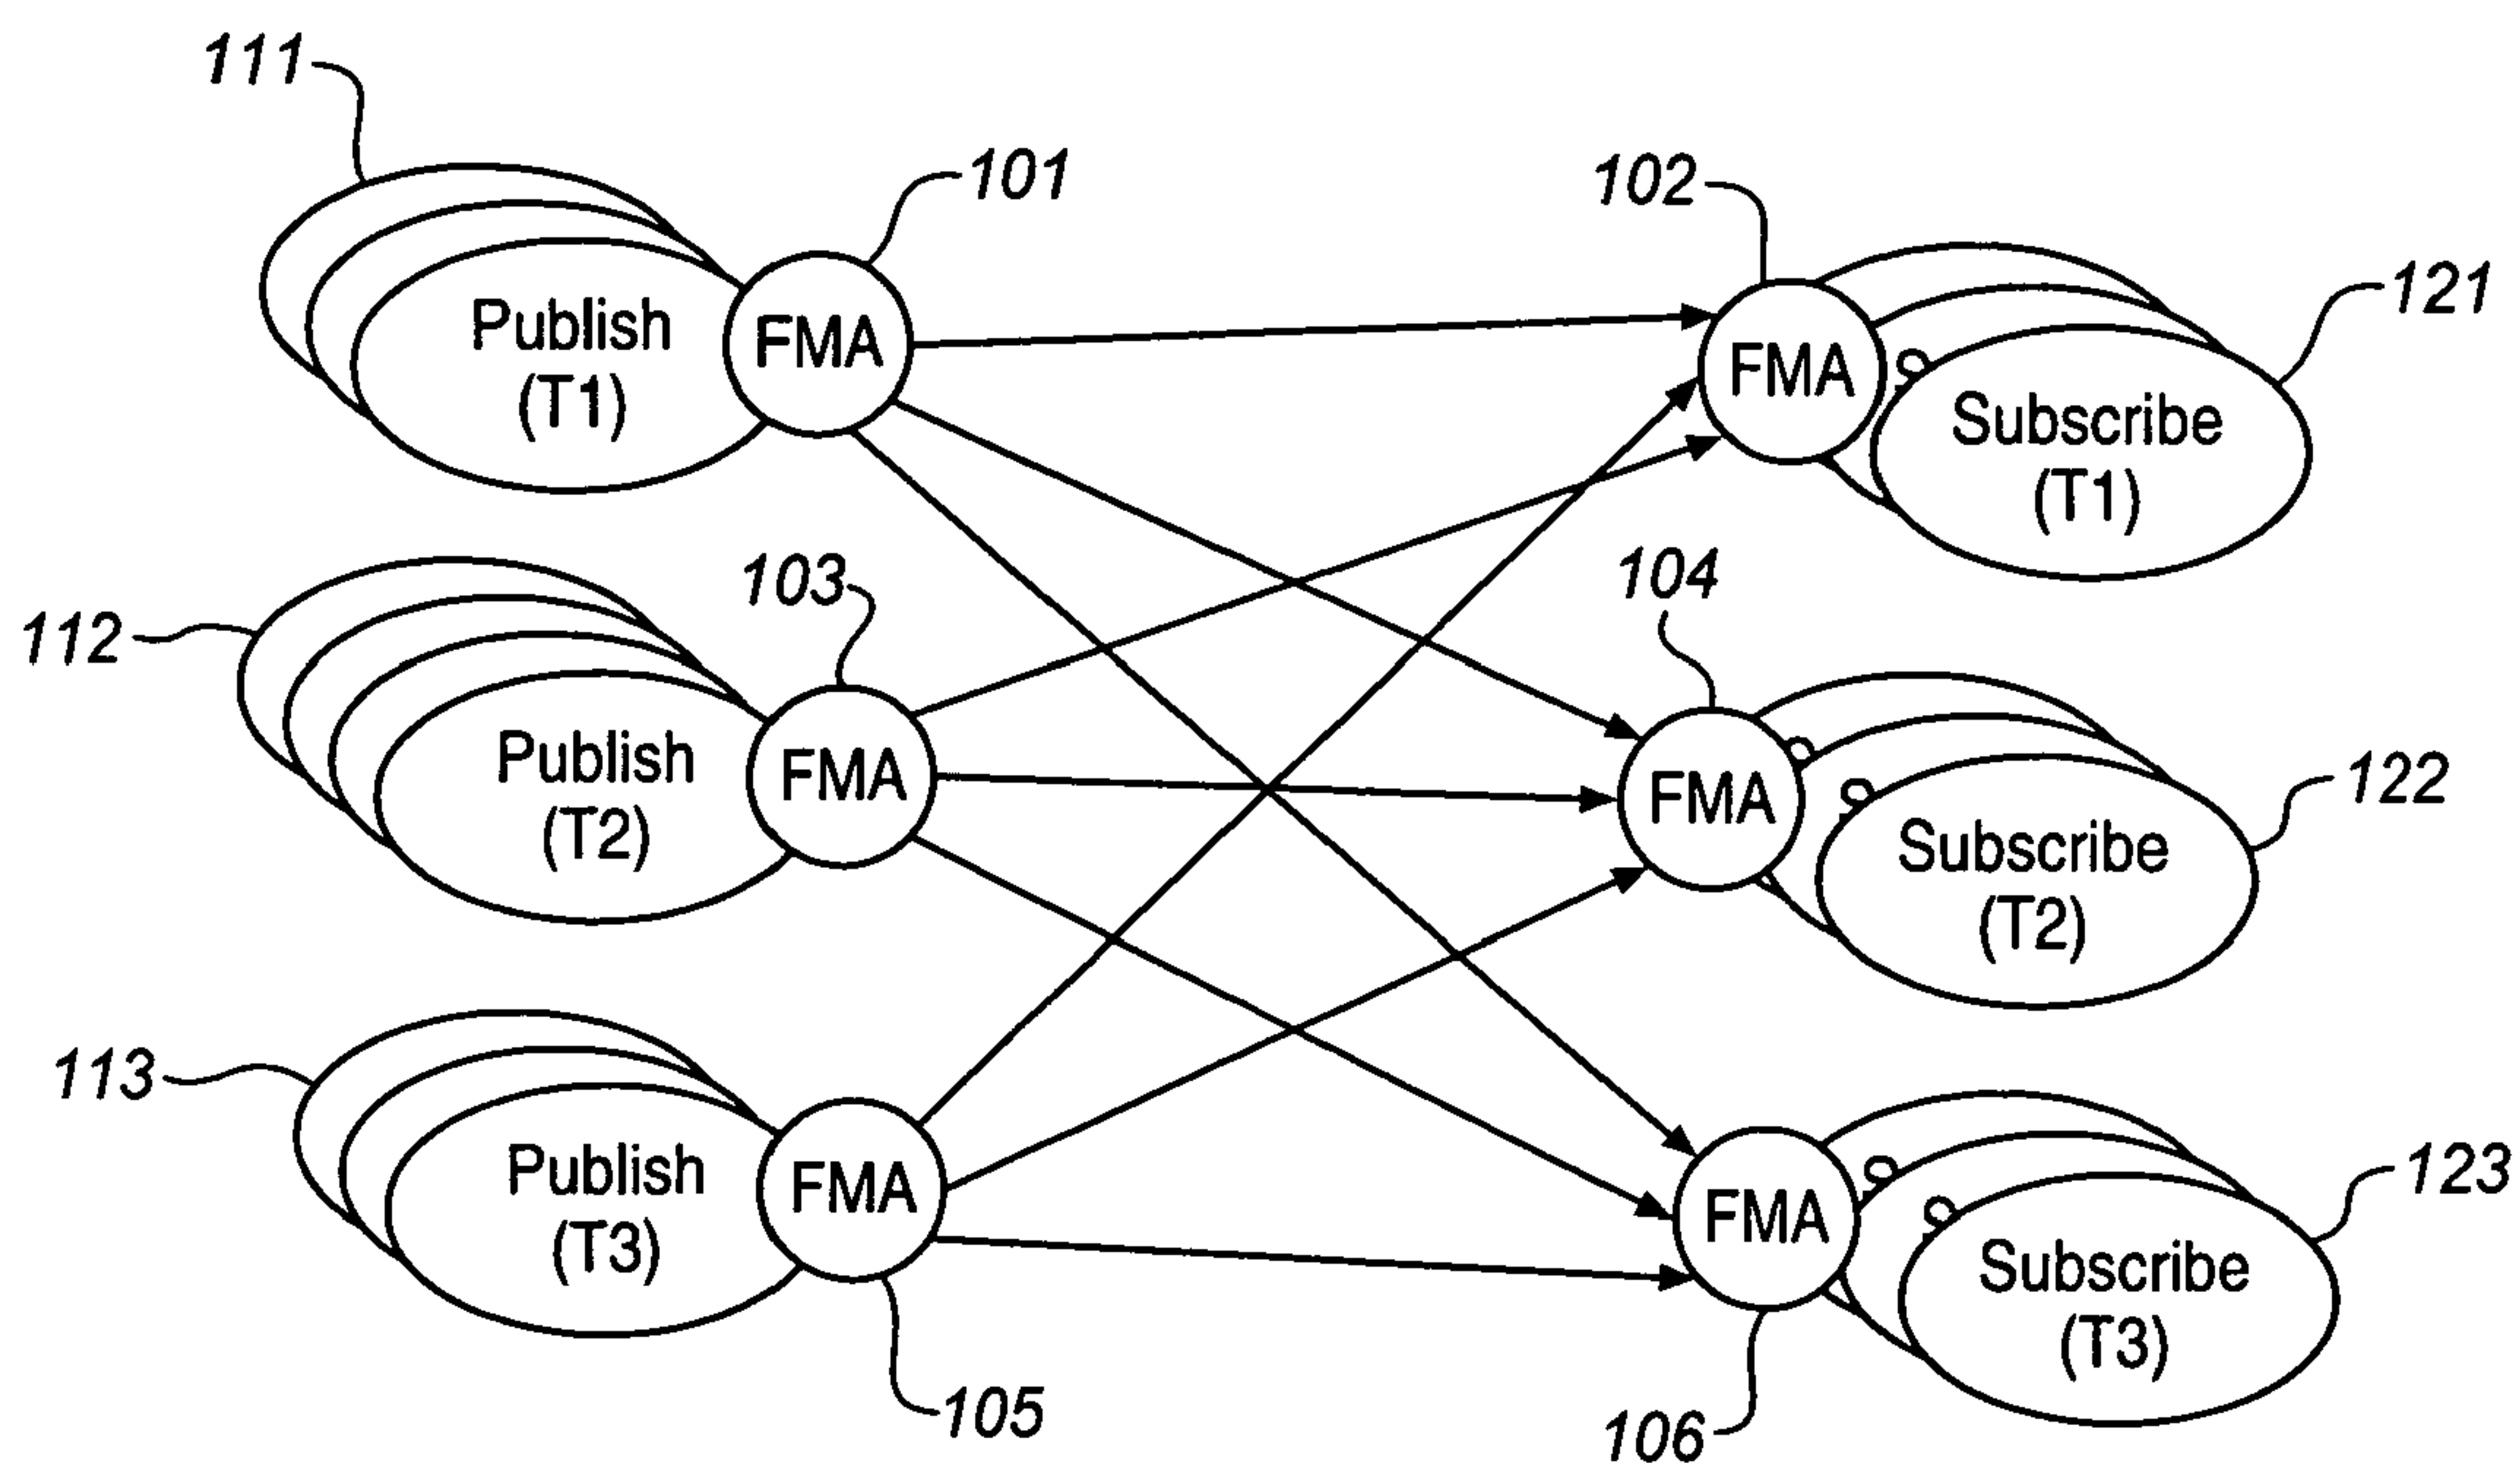 111
101
102
121
Publish
(T1)
FMA
FMA
Subscribe
(T1)
112
103
104
122
Publish
(T2)
FMA
FMA
Subscribe
(T2)
113
123
Publish
(T3)
FMA
FMA
Subscribe
(T3)
105
106